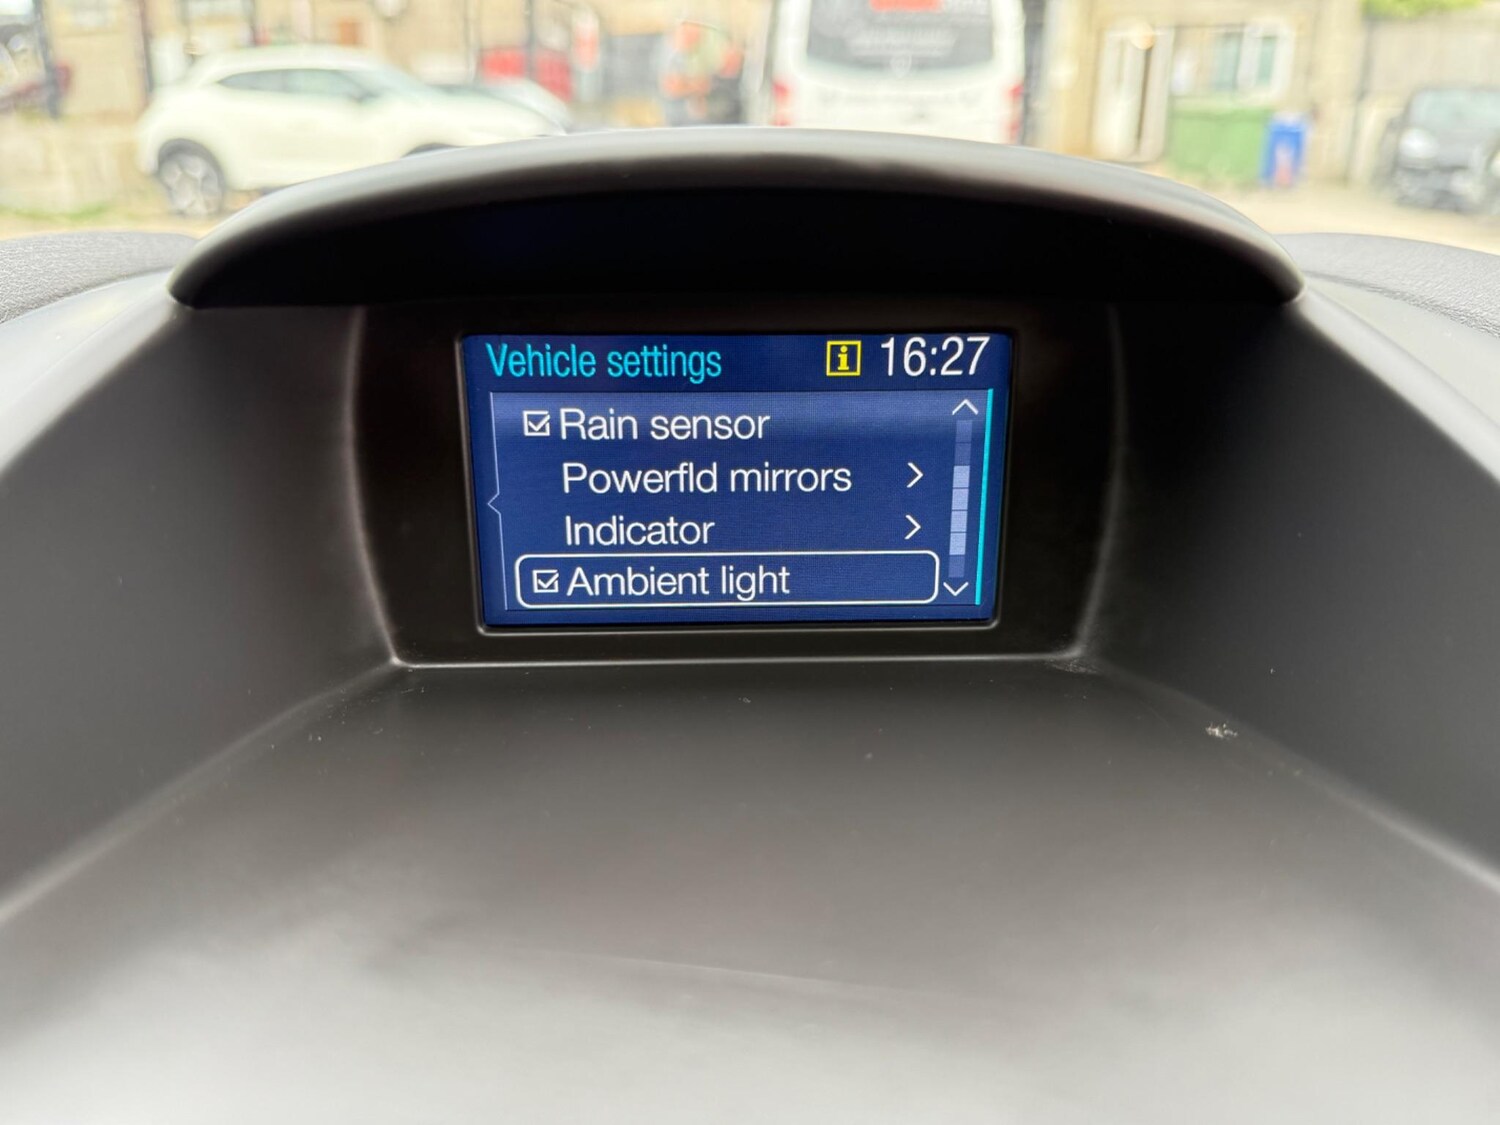 Vehicle settings i 16:27
Rain sensor
Powerfld mirrors
Indicator
Ambient light